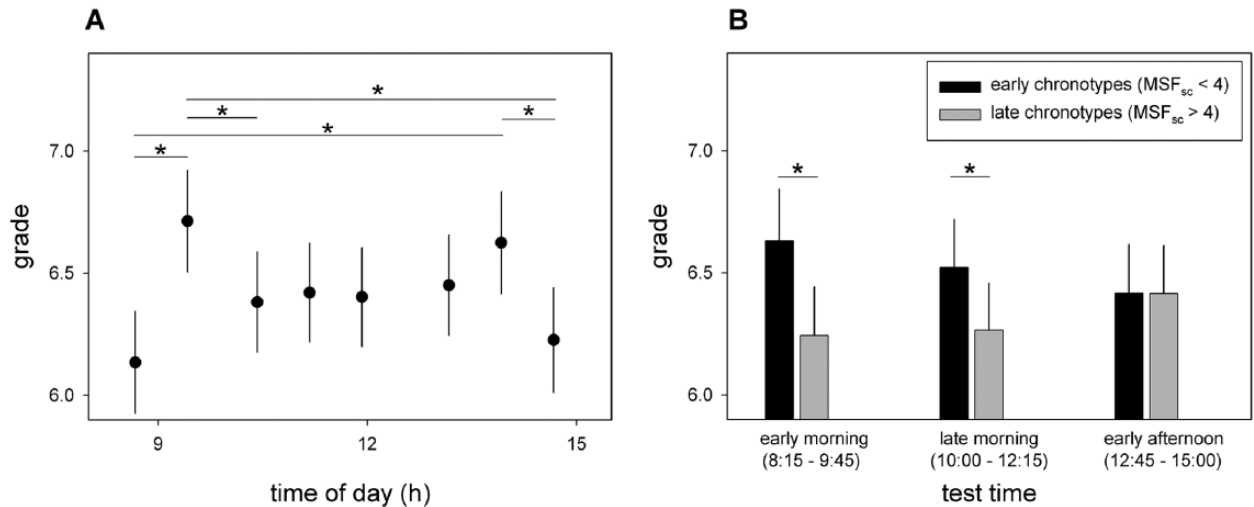 A
grade
7.0
6.5
6.0
*
*
*
*
*
9
12
15
time of day (h)
B
early chronotypes (MSFsc < 4)
late chronotypes (MSFsc > 4)
grade
7.0
6.5
6.0
*
*
early morning
(8:15 - 9:45)
late morning
(10:00 - 12:15)
early afternoon
(12:45 - 15:00)
test time